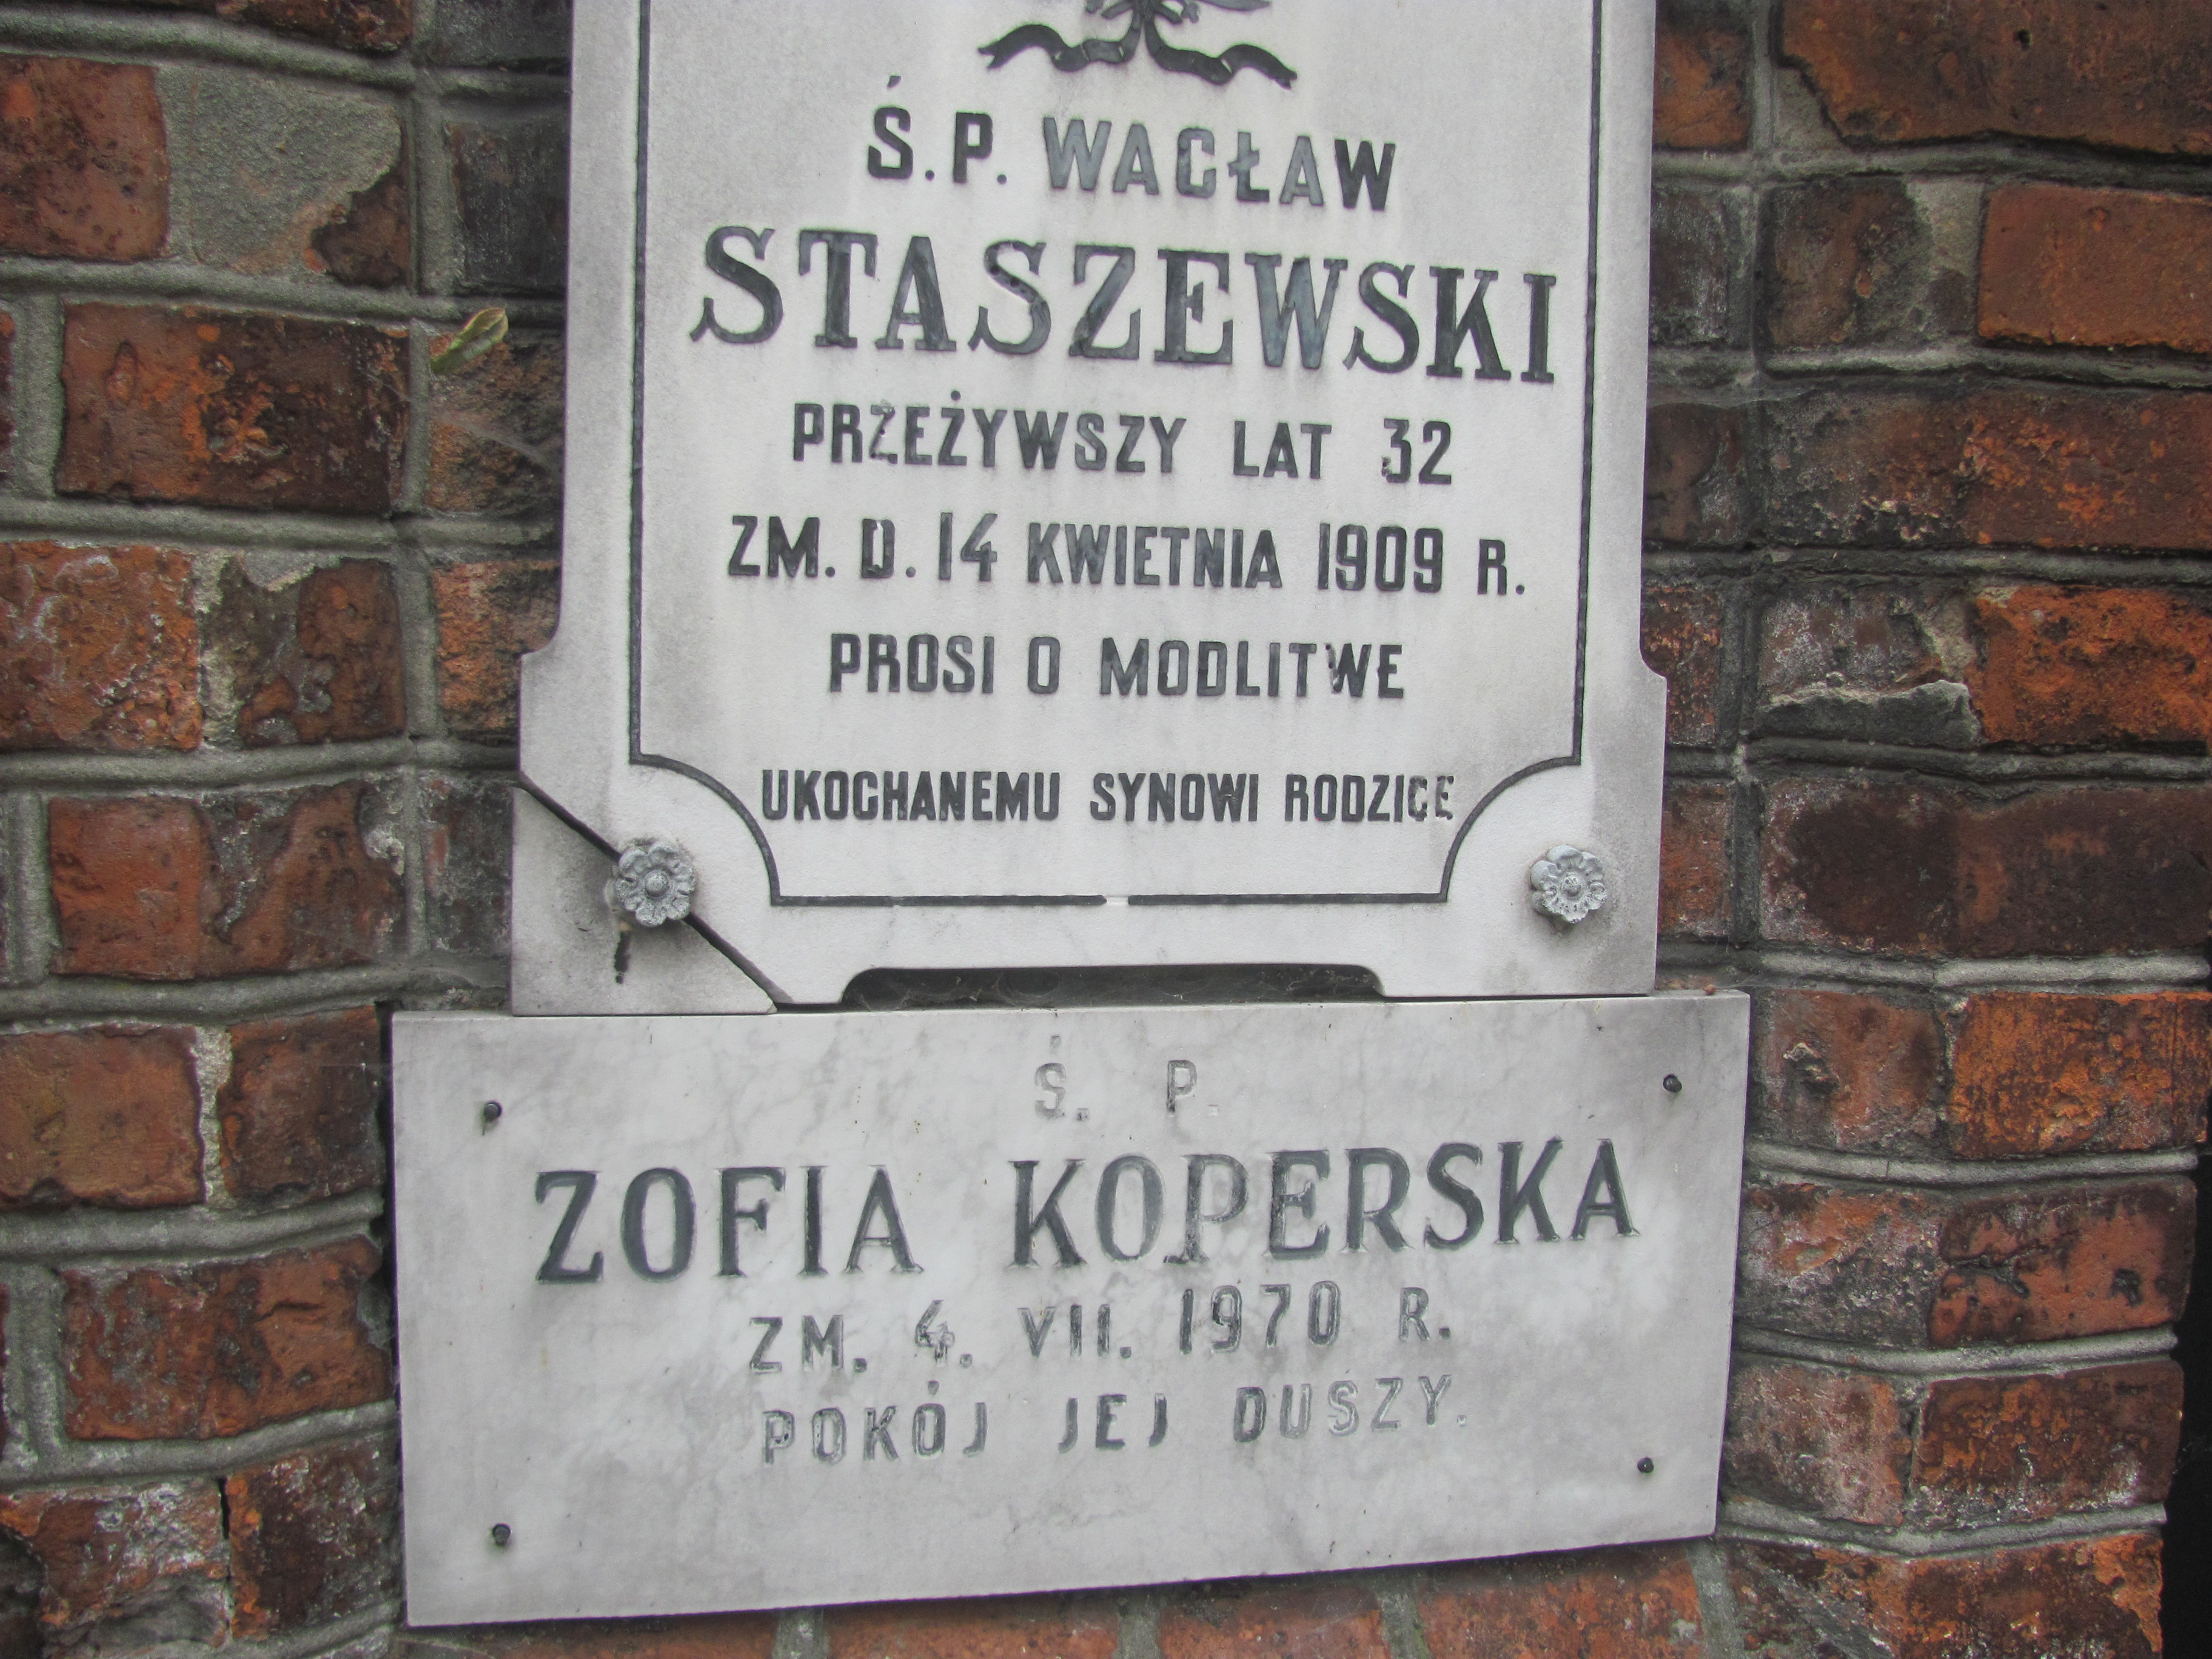 Ś.P. WACŁAW
STASZEWSKI
PRZEŻYWSZY LAT 32
ZM. D. 14 KWIETNIA 1909 R.
PROSI O MODLITWE
UKOCHANEMU SYNOWI RODZICE
Ś. P.
ZOFIA KOPERSKA
ZM. 4. VII. 1970 R.
POKÓJ JEJ DUSZY.